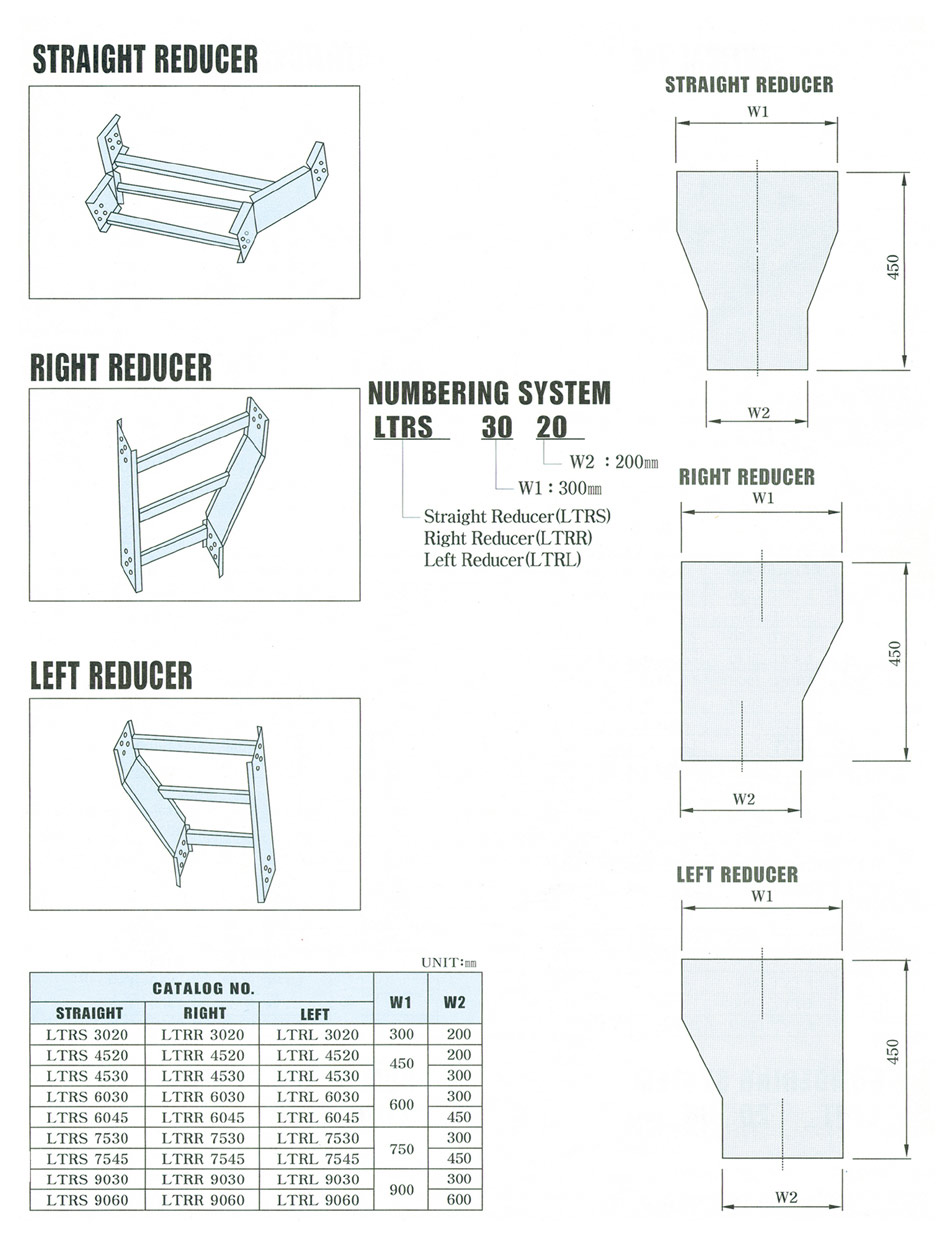 STRAIGHT REDUCER
RIGHT REDUCER
NUMBERING SYSTEM
LTRS 30 20
W2 : 200㎜
W1 : 300㎜
Straight Reducer(LTRS)
Right Reducer(LTRR)
Left Reducer(LTRL)
LEFT REDUCER
STRAIGHT REDUCER
W1
450
W2
RIGHT REDUCER
W1
450
W2
LEFT REDUCER
W1
450
W2
UNIT:㎜
CATALOG NO. W1 W2
STRAIGHT RIGHT LEFT
LTRS 3020 LTRR 3020 LTRL 3020 300 200
LTRS 4520 LTRR 4520 LTRL 4520 450 200
LTRS 4530 LTRR 4530 LTRL 4530 300
LTRS 6030 LTRR 6030 LTRL 6030 600 300
LTRS 6045 LTRR 6045 LTRL 6045 450
LTRS 7530 LTRR 7530 LTRL 7530 750 300
LTRS 7545 LTRR 7545 LTRL 7545 450
LTRS 9030 LTRR 9030 LTRL 9030 900 300
LTRS 9060 LTRR 9060 LTRL 9060 600